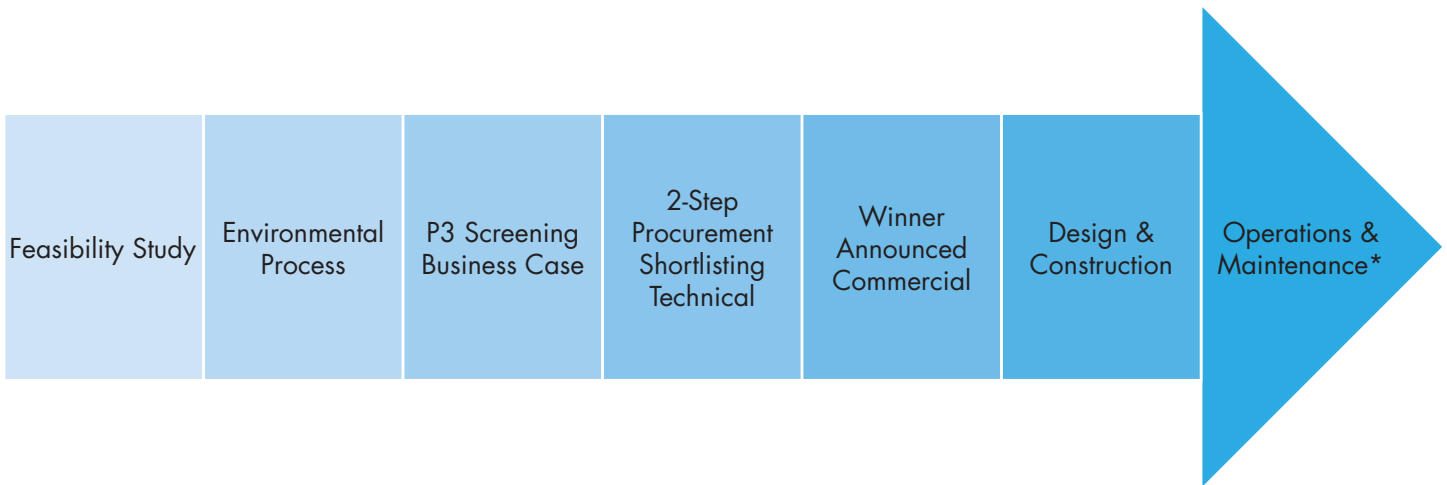 Feasibility Study
Environmental
Process
P3 Screening
Business Case
2-Step
Procurement
Shortlisting
Technical
Winner
Announced
Commercial
Design &
Construction
Operations &
Maintenance*